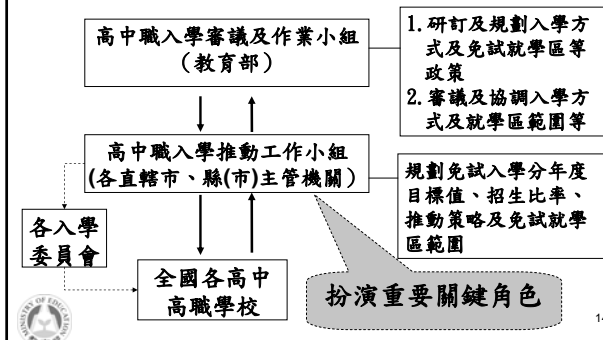 高中職入學審議及作業小組
（教育部）
1. 研訂及規劃入學方
式及免試就學區等
政策
2. 審議及協調入學方
式及就學區範圍等
高中職入學推動工作小組
(各直轄市、縣(市)主管機關）
規劃免試入學分年度
目標值、招生比率、
推動策略及免試就學
區範圍
各入學
委員會
全國各高中
高職學校
扮演重要關鍵角色
MINISTRY OF EDUCATION
14